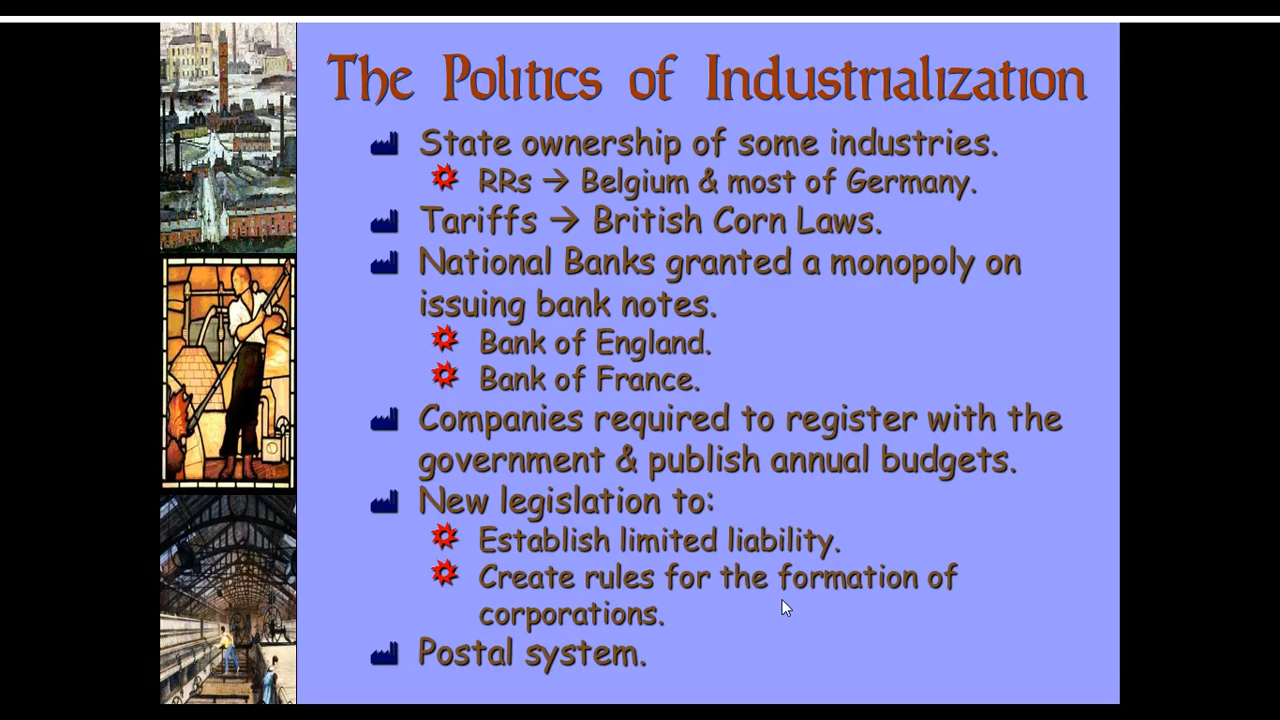 The Politics of Industrialization
State ownership of some industries.
RRs → Belgium & most of Germany.
Tariffs → British Corn Laws.
National Banks granted a monopoly on
issuing bank notes.
Bank of England.
Bank of France.
Companies required to register with the
government & publish annual budgets.
New legislation to:
Establish limited liability.
Create rules for the formation of
corporations.
Postal system.